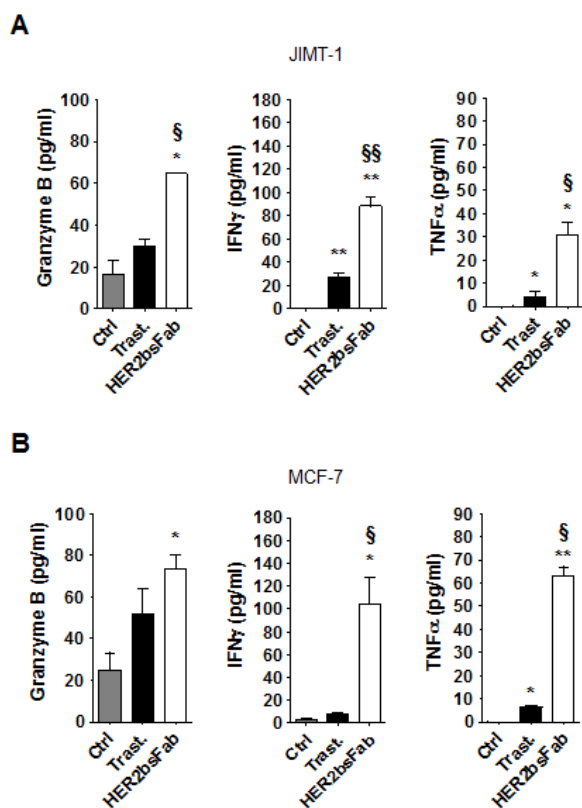 A
JIMT-1
Granzyme B (pg/ml)
100
80
60
40
20
0
§
*
Ctrl
Trast.
HER2bsFab
IFNγ (pg/ml)
180
160
140
120
100
80
60
40
20
0
§§
**
**
Ctrl
Trast.
HER2bsFab
TNFα (pg/ml)
90
80
70
60
50
40
30
20
10
0
§
*
*
Ctrl
Trast
HER2bsFab
B
MCF-7
Granzyme B (pg/ml)
100
80
60
40
20
0
*
Ctrl
Trast.
HER2bsFab
IFNγ (pg/ml)
180
160
140
120
100
80
60
40
20
0
§
*
Ctrl
Trast.
HER2bsFab
TNFα (pg/ml)
90
80
70
60
50
40
30
20
10
0
§
**
*
Ctrl
Trast.
HER2bsFab